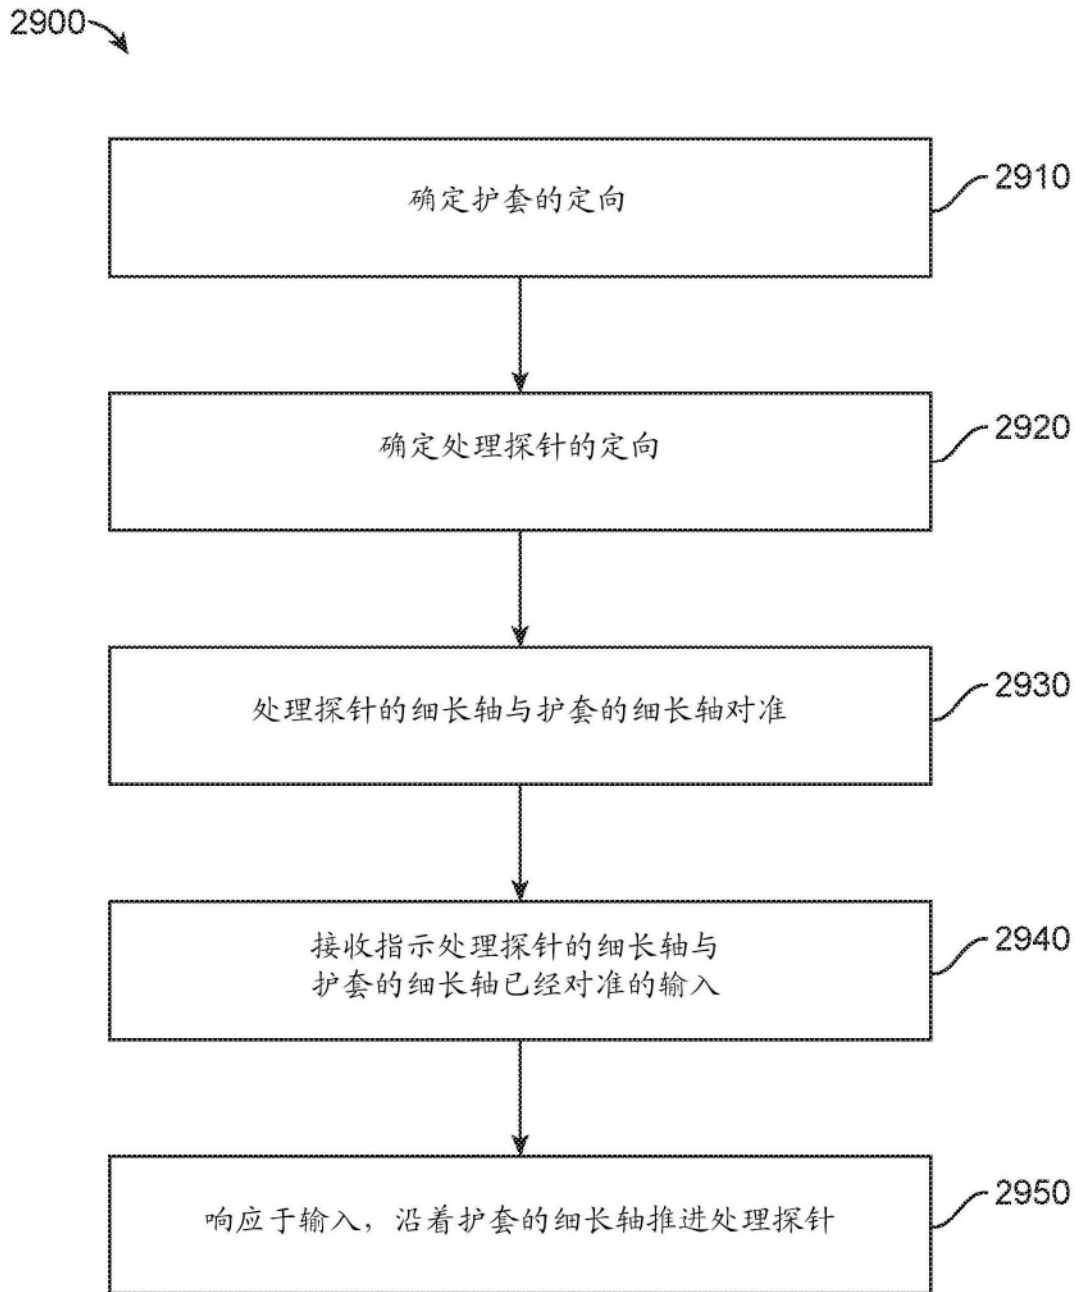 2900
确定护套的定向
2910
确定处理探针的定向
2920
处理探针的细长轴与护套的细长轴对准
2930
接收指示处理探针的细长轴与
护套的细长轴已经对准的输入
2940
响应于输入，沿着护套的细长轴推进处理探针
2950